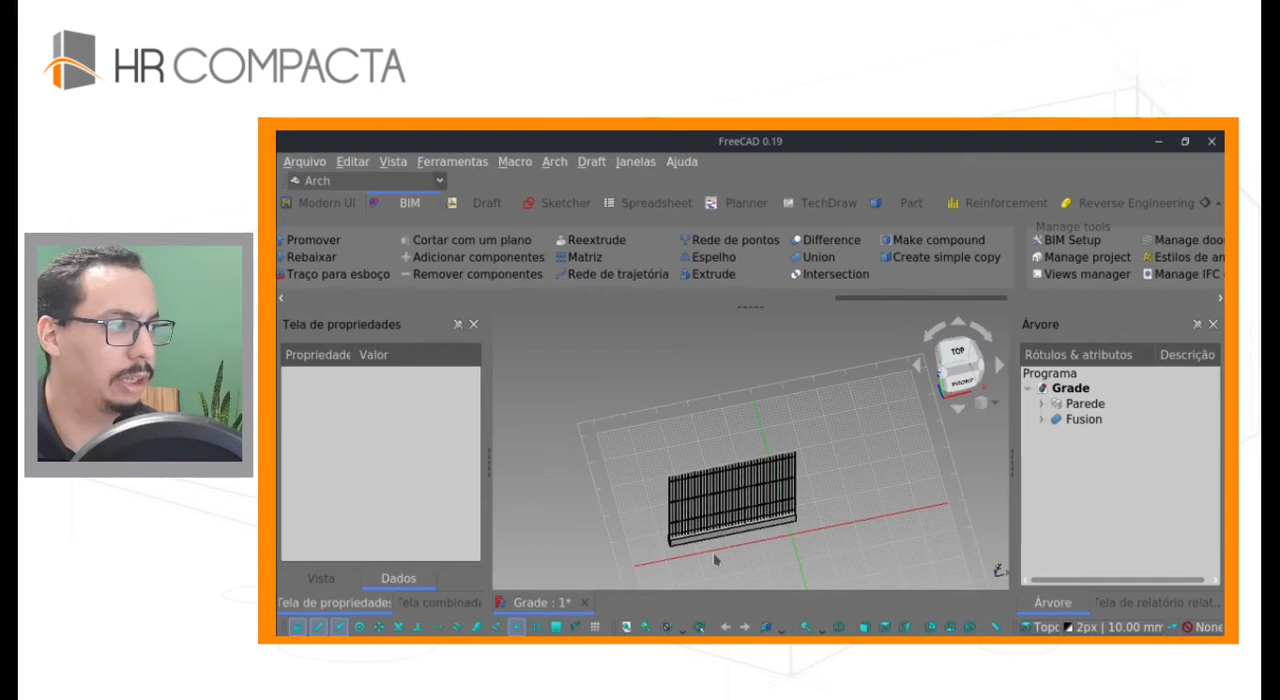 HR COMPACTA
FreeCAD 0.19
Arquivo Editar Vista Ferramentas Macro Arch Draft Janelas Ajuda
Arch
Modern UI BIM Draft Sketcher Spreadsheet Planner TechDraw Part Reinforcement Reverse Engineering
Manage tools
Promover Cortar com um plano Reextrude Rede de pontos Difference Make compound BIM Setup Manage doo
Rebaixar Adicionar componentes Matriz Espelho Union Create simple copy Manage project Estilos de an
Traço para esboço Remover componentes Rede de trajetória Extrude Intersection Views manager Manage IFC
Tela de propriedades
Árvore
Propriedade Valor
Rótulos & atributos Descrição
Programa
Grade
Parede
Fusion
TOP
FRONT
Vista Dados
Tela de propriedades Tela combinada
Grade : 1*
Árvore Tela de relatório relat...
Topo 2px | 10.00 mm None